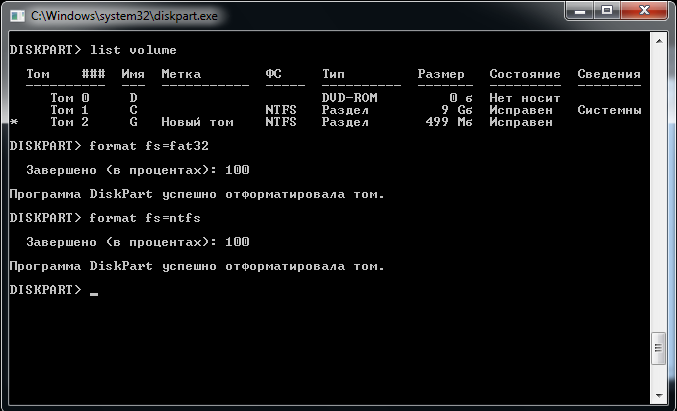 C:\Windows\system32\diskpart.exe
DISKPART> list volume
Том ### Имя Метка ФС Тип Размер Состояние Сведения
---------- --- ----------- ----- ---------- ------- --------- --------
Том 0 D DVD-ROM 0 б Нет носит
Том 1 C NTFS Раздел 9 Gб Исправен Системны
* Том 2 G Новый том NTFS Раздел 499 Mб Исправен
DISKPART> format fs=fat32
Завершено (в процентах): 100
Программа DiskPart успешно отформатировала том.
DISKPART> format fs=ntfs
Завершено (в процентах): 100
Программа DiskPart успешно отформатировала том.
DISKPART> _